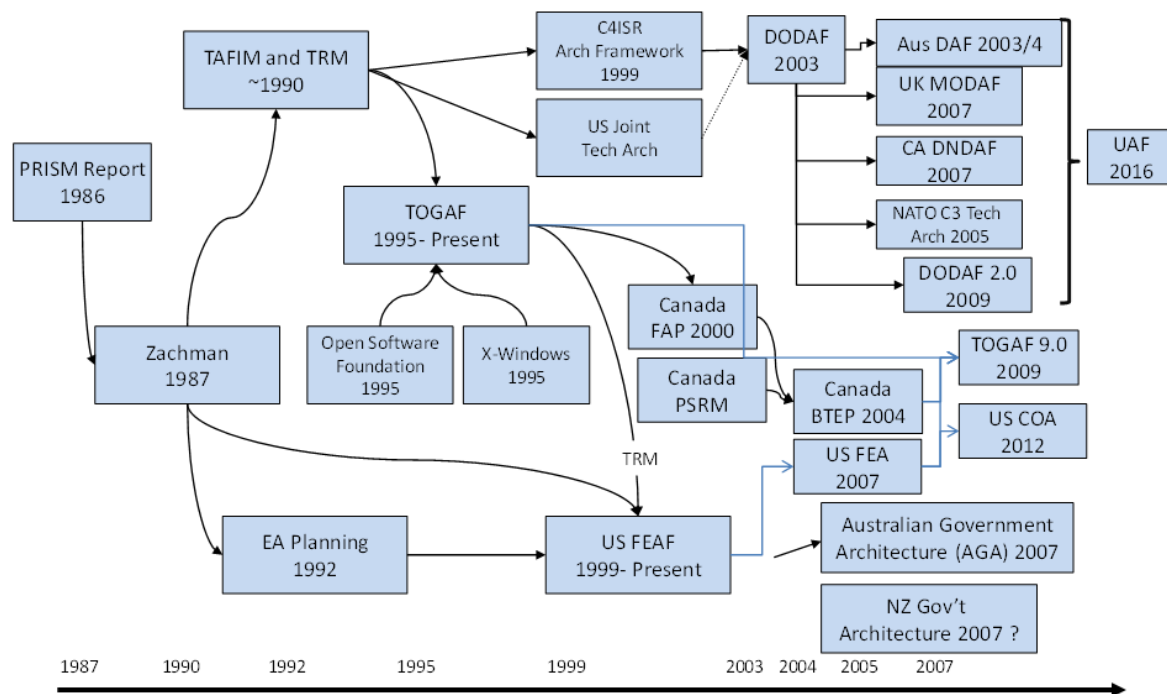 TAFIM and TRM
~1990
C4ISR
Arch Framework
1999
DODAF
2003
Aus DAF 2003/4
UK MODAF
2007
US Joint
Tech Arch
PRISM Report
1986
CA DNDAF
2007
UAF
2016
TOGAF
1995- Present
NATO C3 Tech
Arch 2005
DODAF 2.0
2009
Canada
FAP 2000
Zachman
1987
Open Software
Foundation
1995
X-Windows
1995
TOGAF 9.0
2009
Canada
PSRM
Canada
BTEP 2004
US COA
2012
TRM
US FEA
2007
EA Planning
1992
US FEAF
1999- Present
Australian Government
Architecture (AGA) 2007
NZ Gov't
Architecture 2007 ?
1987 1990 1992 1995 1999 2003 2004 2005 2007